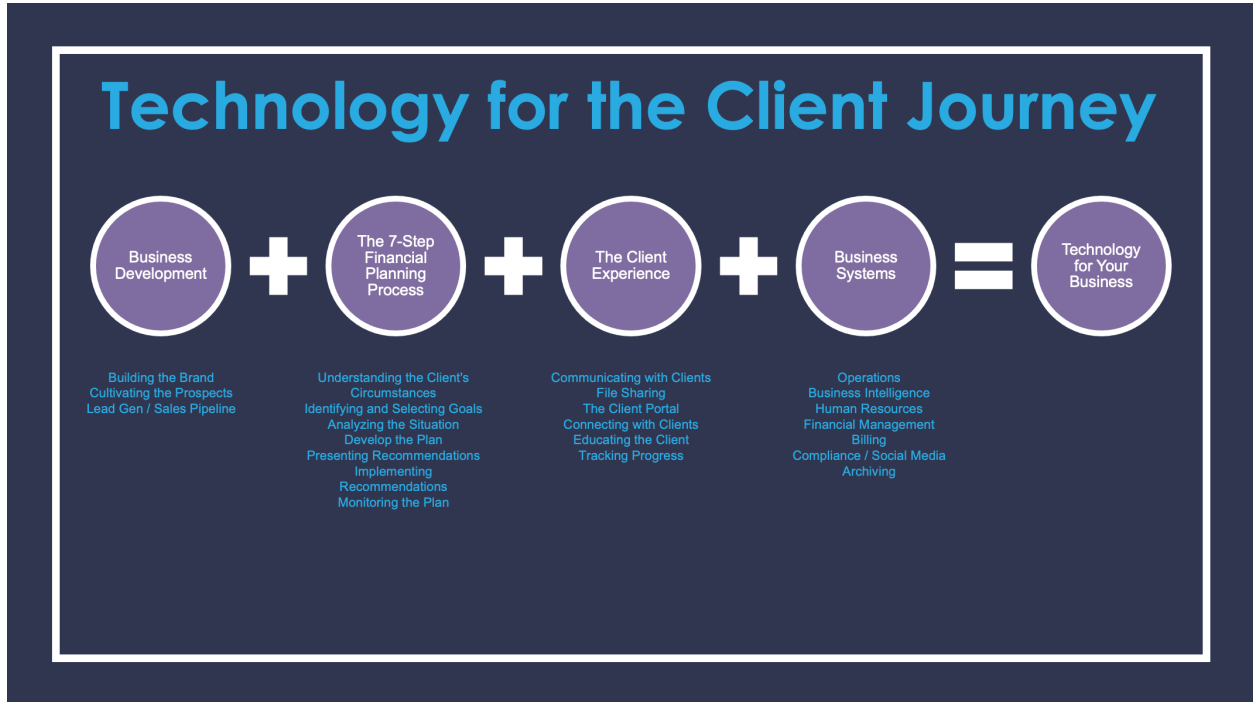 Technology for the Client Journey
Business
Development
The 7-Step
Financial
Planning
Process
The Client
Experience
Business
Systems
Technology
for Your
Business
Building the Brand
Cultivating the Prospects
Lead Gen / Sales Pipeline
Understanding the Client's
Circumstances
Identifying and Selecting Goals
Analyzing the Situation
Develop the Plan
Presenting Recommendations
Implementing
Recommendations
Monitoring the Plan
Communicating with Clients
File Sharing
The Client Portal
Connecting with Clients
Educating the Client
Tracking Progress
Operations
Business Intelligence
Human Resources
Financial Management
Billing
Compliance / Social Media
Archiving